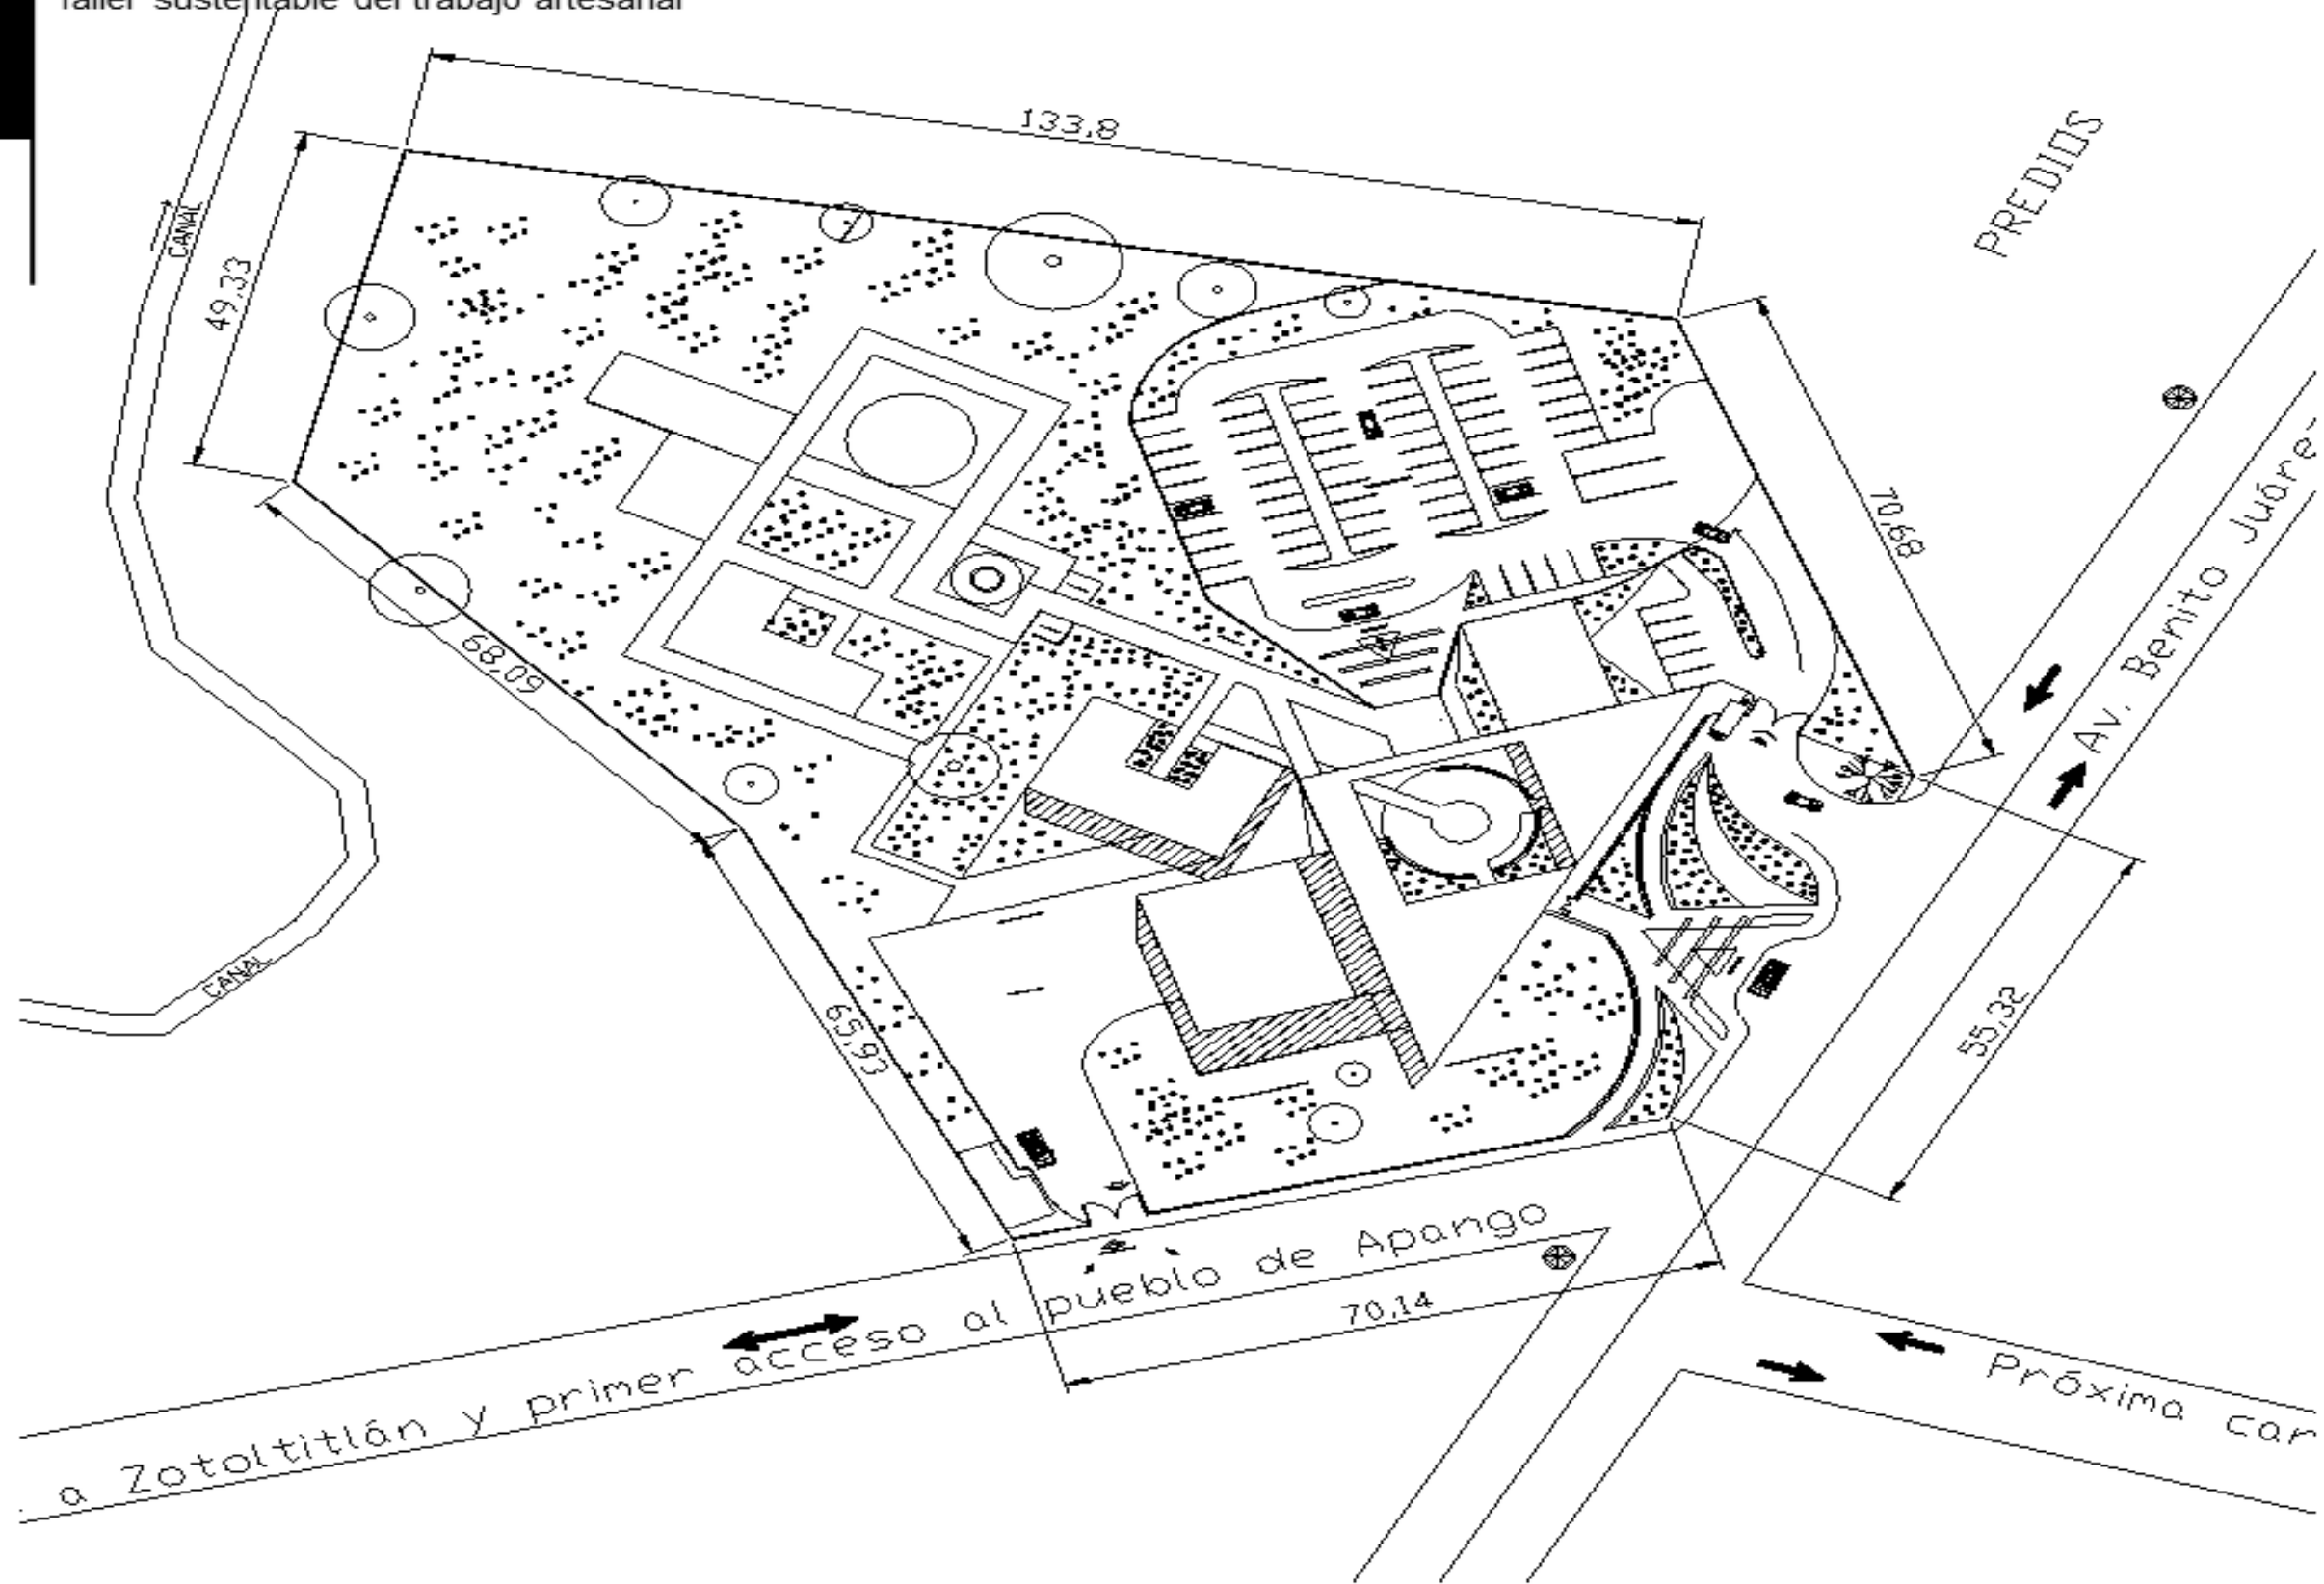 Taller sustentable del trabajo artesanal
133,8
PREDIOS
CANAL
49,33
70,68
Av. Benito Juáre
68,09
CANAL
65,93
55,32
a Zotoltitlán y primer acceso al pueblo de Apango
70,14
Próxima car